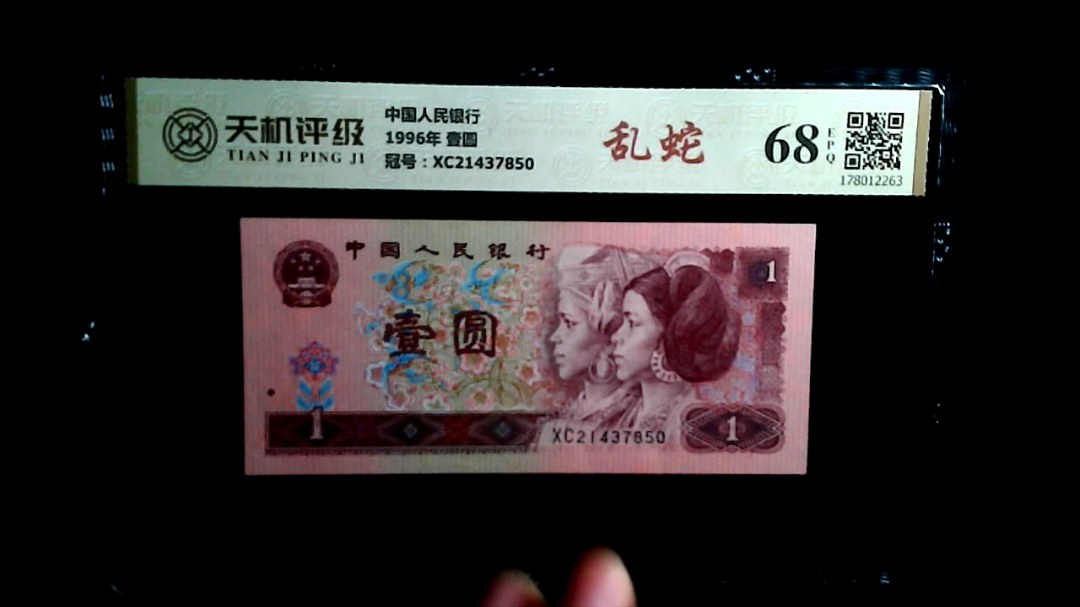 天机评级
TIAN JI PING JI
中国人民银行
1996年 壹圆
冠号：XC21437850
乱蛇
68
EPQ
178012263
中国人民银行
1
壹圆
1
XC21437850
1